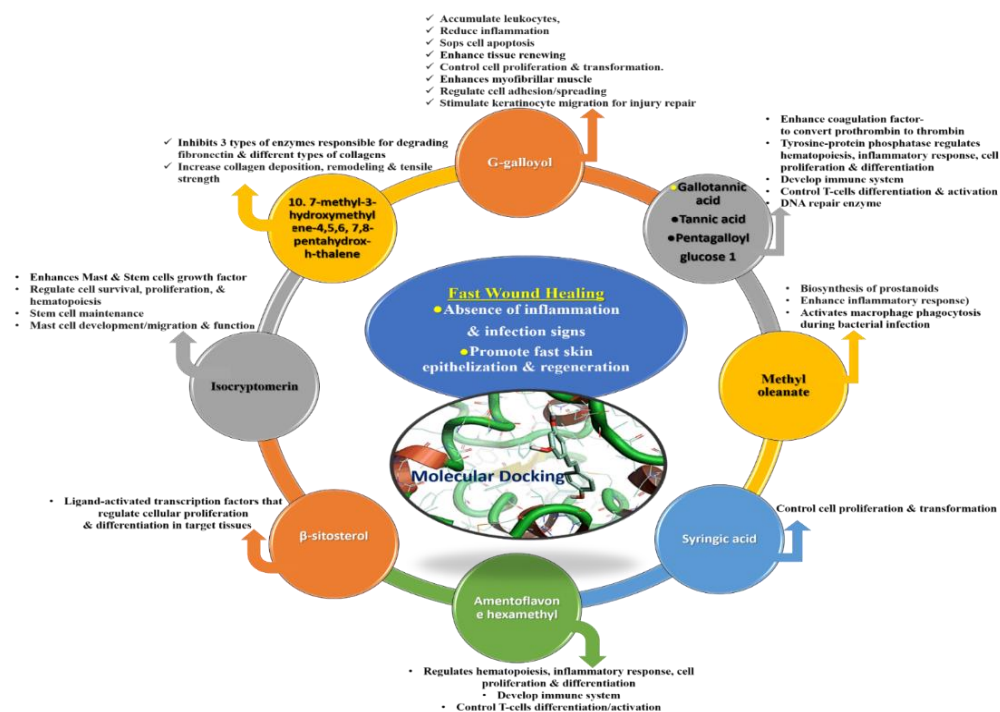 ✓ Accumulate leukocytes,
✓ Reduce inflammation
✓ Sops cell apoptosis
✓ Enhance tissue renewing
✓ Control cell proliferation & transformation.
✓ Enhances myofibrillar muscle
✓ Regulate cell adhesion/spreading
✓ Stimulate keratinocyte migration for injury repair
G-galloyol
• Enhance coagulation factor-
to convert prothrombin to thrombin
• Tyrosine-protein phosphatase regulates
hematopoiesis, inflammatory response, cell
proliferation & differentiation
• Develop immune system
• Control T-cells differentiation & activation
• DNA repair enzyme
● Gallotannic
acid
● Tannic acid
● Pentagalloyl
glucose 1
• Biosynthesis of prostanoids
• Enhance inflammatory response)
• Activates macrophage phagocytosis
during bacterial infection
Methyl
oleanate
Control cell proliferation & transformation
Syringic acid
Amentoflavon
e hexamethyl
• Regulates hematopoiesis, inflammatory response, cell
proliferation & differentiation
• Develop immune system
• Control T-cells differentiation/activation
• Ligand-activated transcription factors that
regulate cellular proliferation
& differentiation in target tissues
β-sitosterol
• Enhances Mast & Stem cells growth factor
• Regulate cell survival, proliferation, &
hematopoiesis
• Stem cell maintenance
• Mast cell development/migration & function
Isocryptomerin
✓ Inhibits 3 types of enzymes responsible for degrading
fibronectin & different types of collagens
✓ Increase collagen deposition, remodeling & tensile
strength
10. 7-methyl-3-
hydroxymethyl
ene-4,5,6, 7,8-
pentahydrox-
h-thalene
Fast Wound Healing
● Absence of inflammation
& infection signs
● Promote fast skin
epithelization & regeneration
Molecular Docking